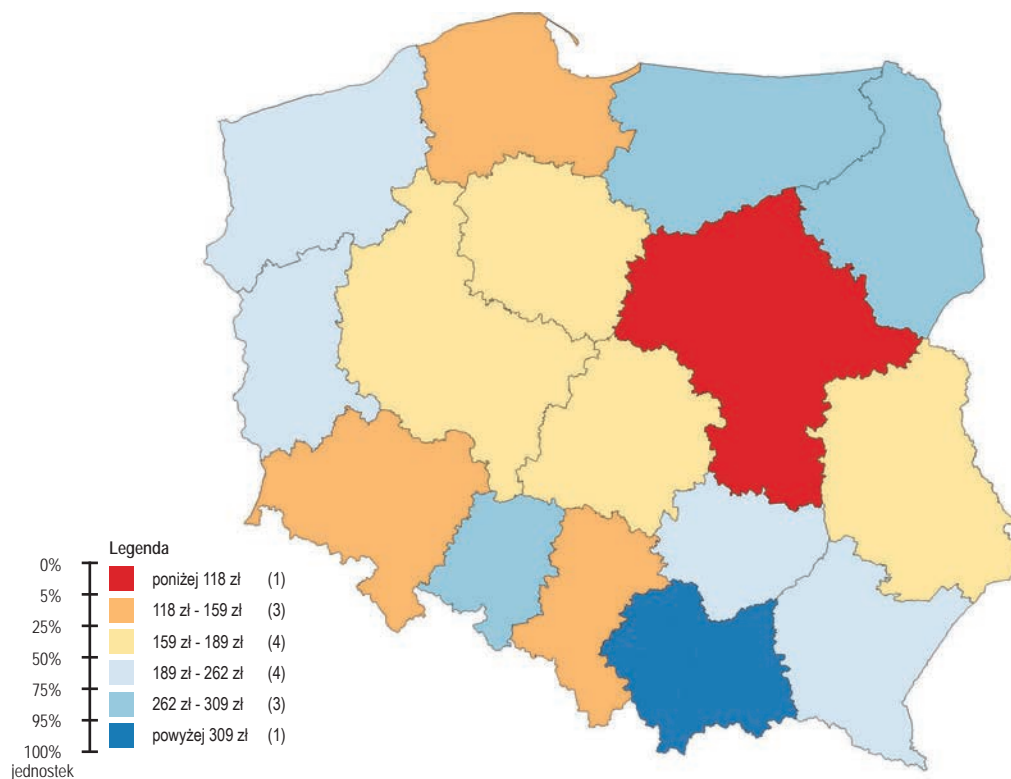 Legenda
0%
poniżej 118 zł (1)
5%
118 zł - 159 zł (3)
25%
159 zł - 189 zł (4)
50%
189 zł - 262 zł (4)
75%
262 zł - 309 zł (3)
95%
powyżej 309 zł (1)
100%
jednostek